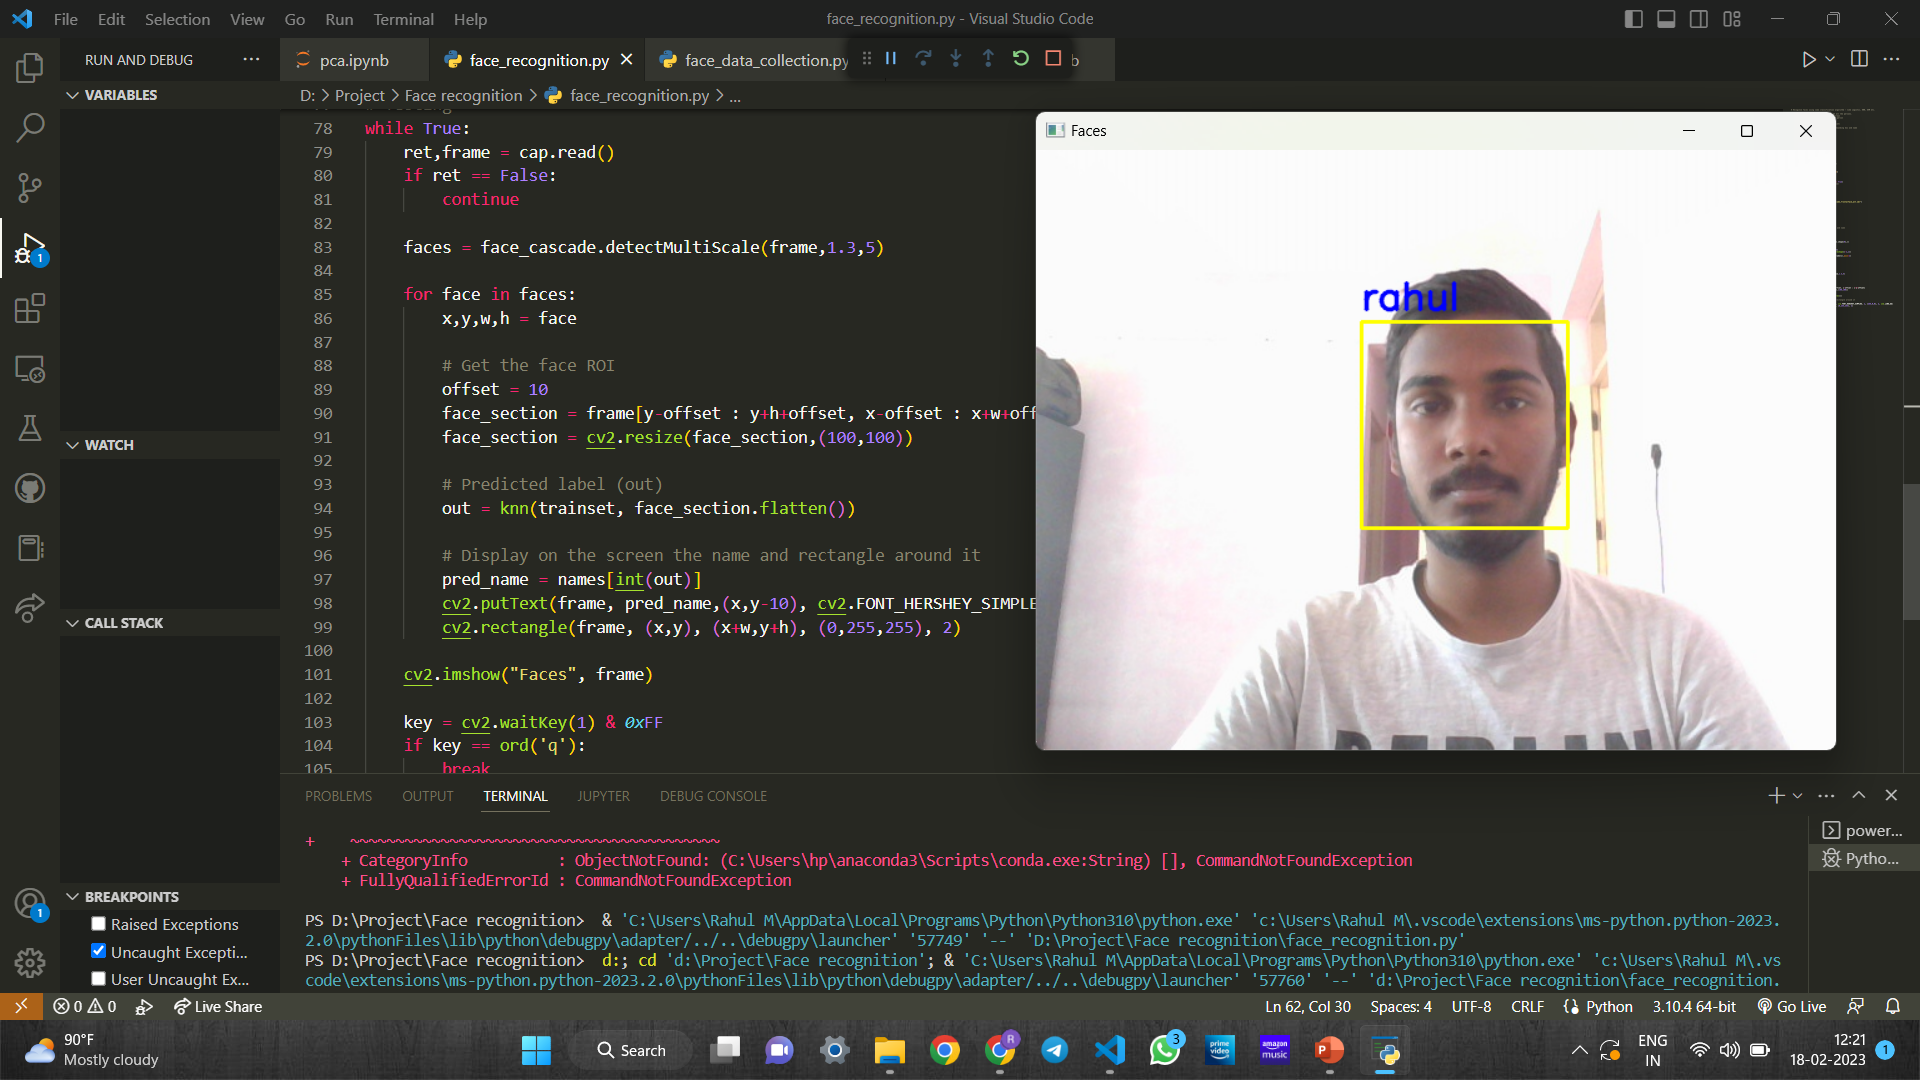 File Edit Selection View Go Run Terminal Help
face_recognition.py - Visual Studio Code
RUN AND DEBUG
pca.ipynb
face_recognition.py
face_data_collection.py
b
D: > Project > Face recognition > face_recognition.py > ...
VARIABLES
78 while True:
79 ret,frame = cap.read()
80 if ret == False:
81 continue
82
83 faces = face_cascade.detectMultiScale(frame,1.3,5)
84
85 for face in faces:
86 x,y,w,h = face
87
88 # Get the face ROI
89 offset = 10
90 face_section = frame[y-offset : y+h+offset, x-offset : x+w+off
91 face_section = cv2.resize(face_section,(100,100))
92
93 # Predicted label (out)
94 out = knn(trainset, face_section.flatten())
95
96 # Display on the screen the name and rectangle around it
97 pred_name = names[int(out)]
98 cv2.putText(frame, pred_name,(x,y-10), cv2.FONT_HERSHEY_SIMPLE
99 cv2.rectangle(frame, (x,y), (x+w,y+h), (0,255,255), 2)
100
101 cv2.imshow("Faces", frame)
102
103 key = cv2.waitKey(1) & 0xFF
104 if key == ord('q'):
105 break
Faces
rahul
WATCH
CALL STACK
BREAKPOINTS
Raised Exceptions
Uncaught Excepti...
User Uncaught Ex...
PROBLEMS OUTPUT TERMINAL JUPYTER DEBUG CONSOLE
+ ~~~~~~~~~~~~~~~~~~~~~~~~~~~~~~~~~~~~~~~~
+ CategoryInfo : ObjectNotFound: (C:\Users\hp\anaconda3\Scripts\conda.exe:String) [], CommandNotFoundException
+ FullyQualifiedErrorId : CommandNotFoundException
PS D:\Project\Face recognition> & 'C:\Users\Rahul M\AppData\Local\Programs\Python\Python310\python.exe' 'c:\Users\Rahul M\.vscode\extensions\ms-python.python-2023.
2.0\pythonFiles\lib\python\debugpy\adapter/../..\debugpy\launcher' '57749' '--' 'D:\Project\Face recognition\face_recognition.py'
PS D:\Project\Face recognition> d:; cd 'd:\Project\Face recognition'; & 'C:\Users\Rahul M\AppData\Local\Programs\Python\Python310\python.exe' 'c:\Users\Rahul M\.vs
code\extensions\ms-python.python-2023.2.0\pythonFiles\lib\python\debugpy\adapter/../..\debugpy\launcher' '57760' '--' 'd:\Project\Face recognition\face_recognition.
power...
Pytho...
0 0 Live Share
Ln 62, Col 30 Spaces: 4 UTF-8 CRLF Python 3.10.4 64-bit Go Live
90°F
Mostly cloudy
Search
R
3
prime video
amazon music
P
ENG
IN
12:21
18-02-2023
1